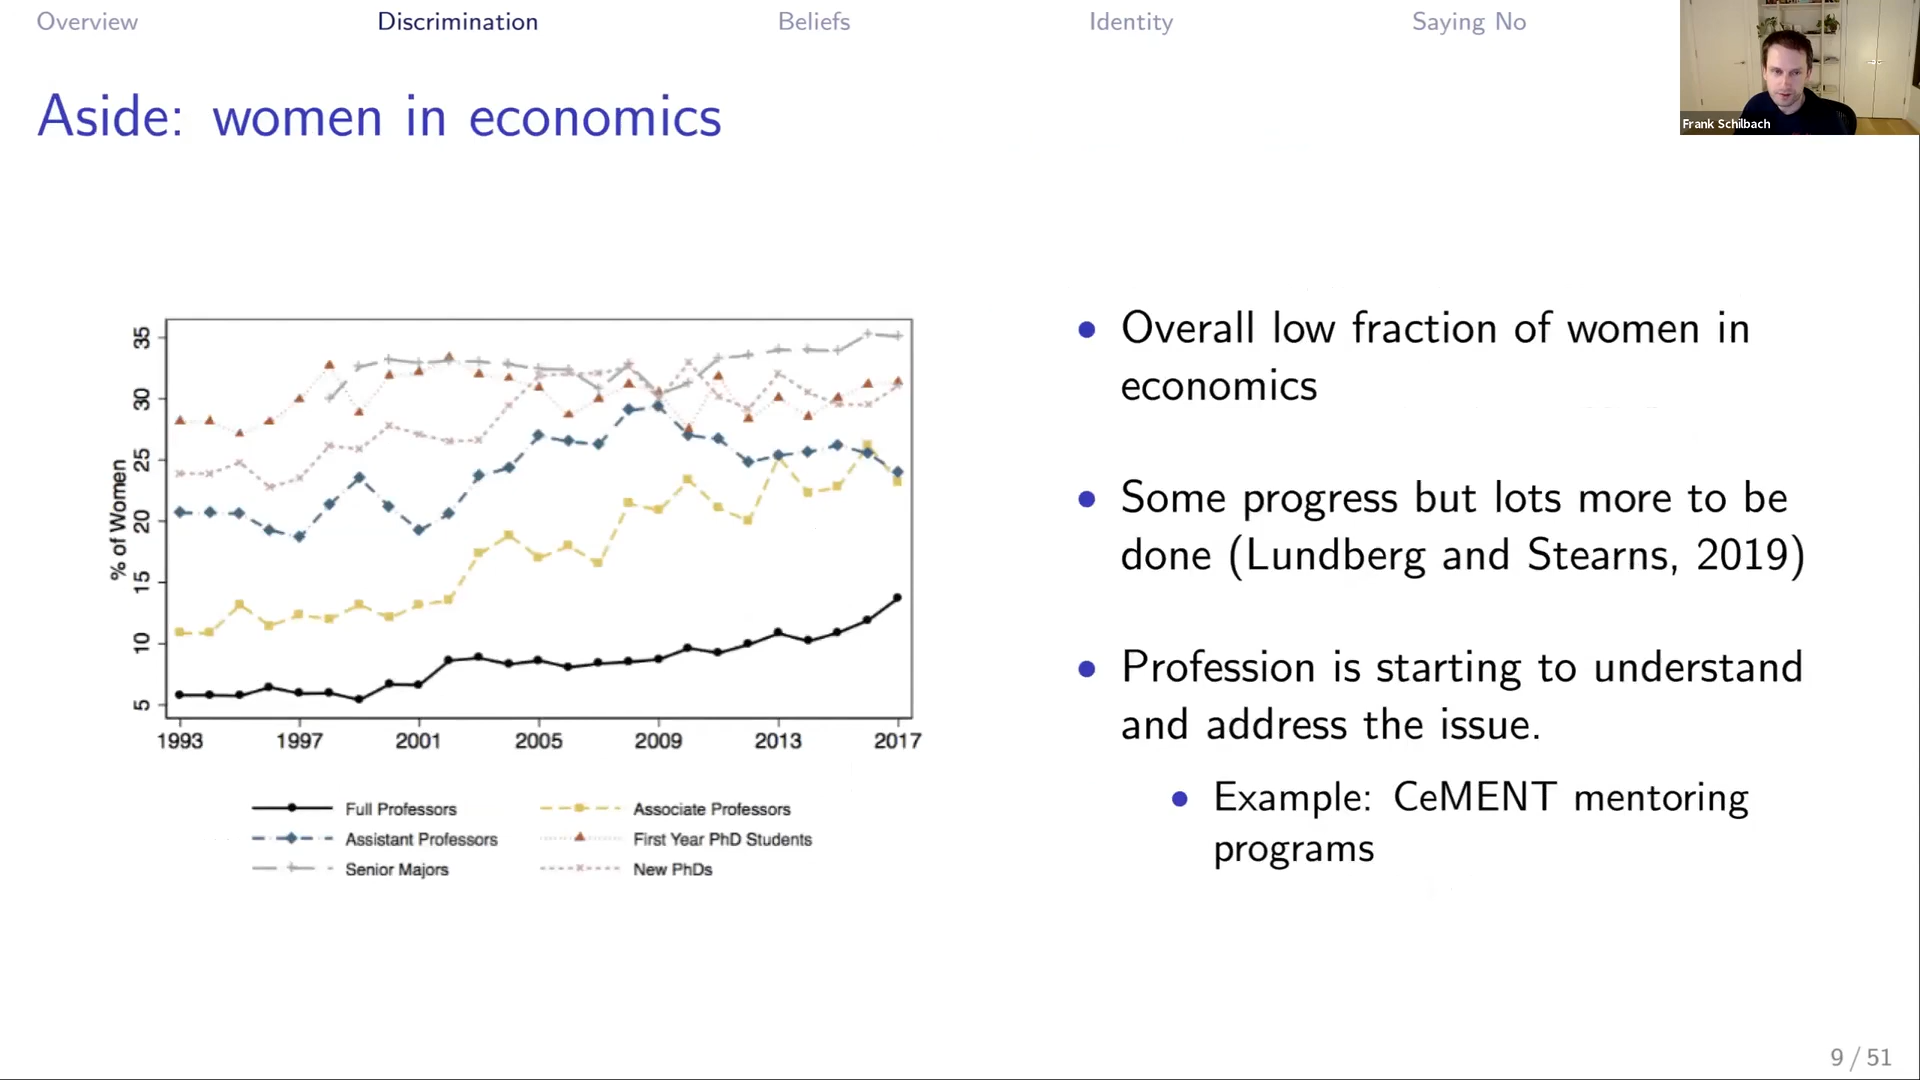 Overview Discrimination Beliefs Identity Saying No
Frank Schilbach
Aside: women in economics
% of Women
35
30
25
20
15
10
5
1993 1997 2001 2005 2009 2013 2017
Full Professors Associate Professors
Assistant Professors First Year PhD Students
Senior Majors New PhDs
• Overall low fraction of women in
economics
• Some progress but lots more to be
done (Lundberg and Stearns, 2019)
• Profession is starting to understand
and address the issue.
• Example: CeMENT mentoring
programs
9 / 51